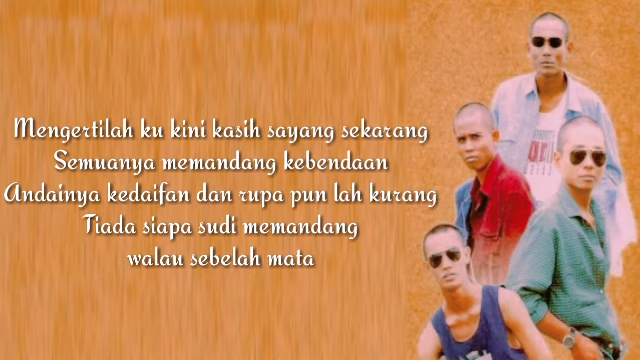 Mengertilah ku kini kasih sayang sekarang
Semuanya memandang kebendaan
Andainya kedaifan dan rupa pun lah kurang
Tiada siapa sudi memandang
walau sebelah mata